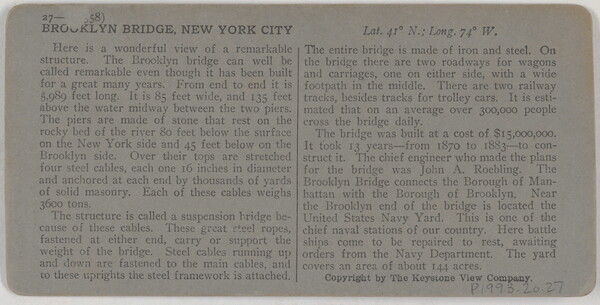 27— 58)
BROOKLYN BRIDGE, NEW YORK CITY
Lat. 41° N.; Long. 74° W.
Here is a wonderful view of a remarkable
structure. The Brooklyn bridge can well be
called remarkable even though it has been built
for a great many years. From end to end it is
5,989 feet long. It is 85 feet wide, and 135 feet
above the water midway between the two piers.
The piers are made of stone that rest on the
rocky bed of the river 80 feet below the surface
on the New York side and 45 feet below on the
Brooklyn side. Over their tops are stretched
four steel cables, each one 16 inches in diameter
and anchored at each end by thousands of yards
of solid masonry. Each of these cables weighs
3600 tons.
The structure is called a suspension bridge be-
cause of these cables. These great steel ropes,
fastened at either end, carry or support the
weight of the bridge. Steel cables running up
and down are fastened to the main cables, and
to these uprights the steel framework is attached.
The entire bridge is made of iron and steel. On
the bridge there are two roadways for wagons
and carriages, one on either side, with a wide
footpath in the middle. There are two railway
tracks, besides tracks for trolley cars. It is esti-
mated that on an average over 300,000 people
cross the bridge daily.
The bridge was built at a cost of $15,000,000.
It took 13 years—from 1870 to 1883—to con-
struct it. The chief engineer who made the plans
for the bridge was John A. Roebling. The
Brooklyn Bridge connects the Borough of Man-
hattan with the Borough of Brooklyn. Near
the Brooklyn end of the bridge is located the
United States Navy Yard. This is one of the
chief naval stations of our country. Here battle
ships come to be repaired to rest, awaiting
orders from the Navy Department. The yard
covers an area of about 144 acres.
Copyright by The Keystone View Company.
P1993.20.27